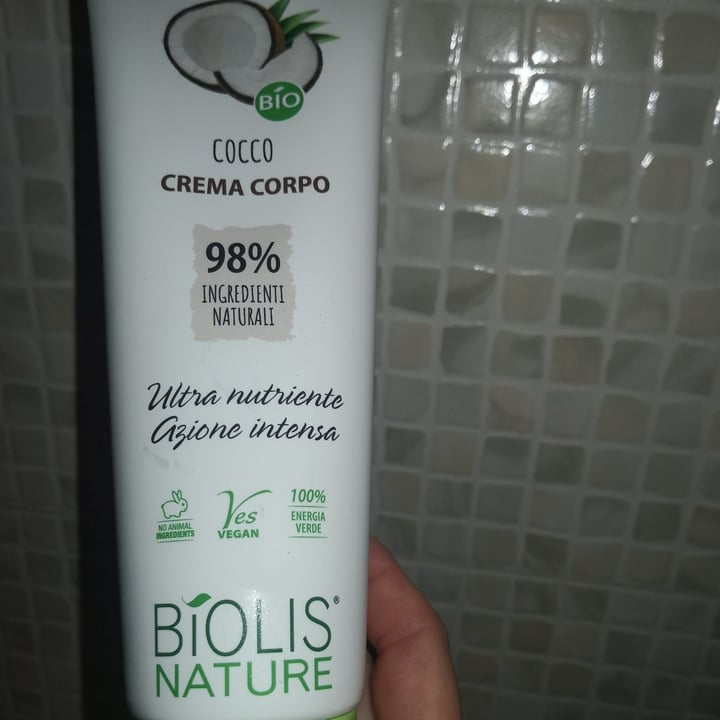 BIO
COCCO
CREMA CORPO
98%
INGREDIENTI
NATURALI
Ultra nutriente
Azione intensa
NO ANIMAL
INGREDIENTS
Yes
VEGAN
100%
ENERGIA
VERDE
BiOLIS®
NATURE